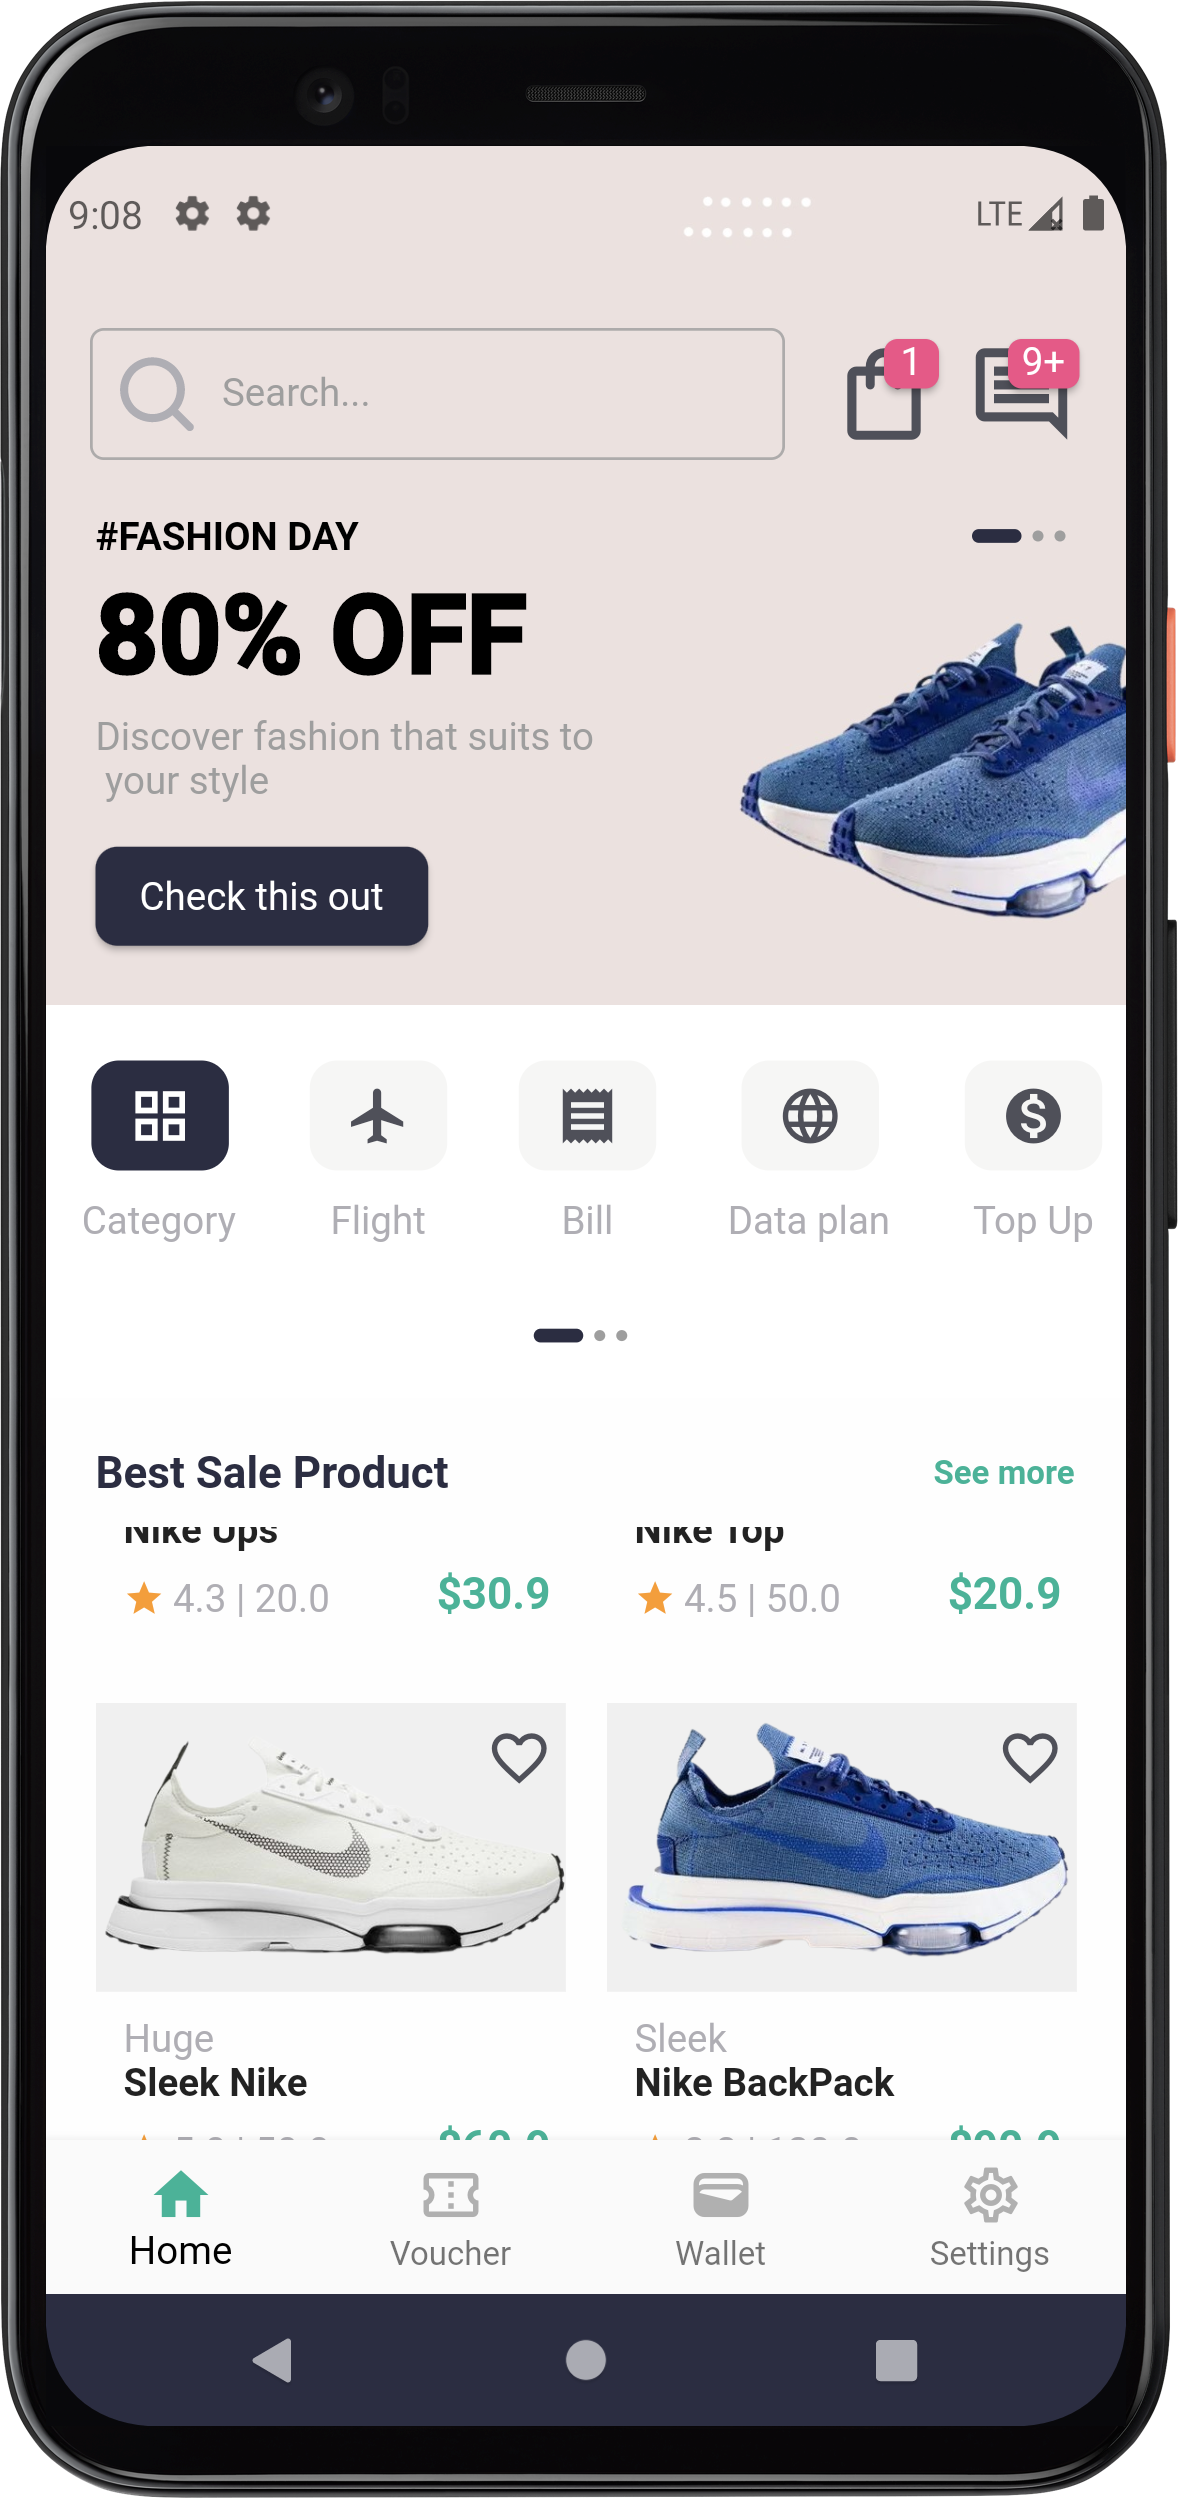 9:08
LTE
Search...
1
9+
#FASHION DAY
80% OFF
Discover fashion that suits to
your style
Check this out
Category
Flight
Bill
Data plan
Top Up
Best Sale Product
See more
Nike Ups
Nike Top
4.3 | 20.0
$30.9
4.5 | 50.0
$20.9
Huge
Sleek Nike
Sleek
Nike BackPack
Home
Voucher
Wallet
Settings